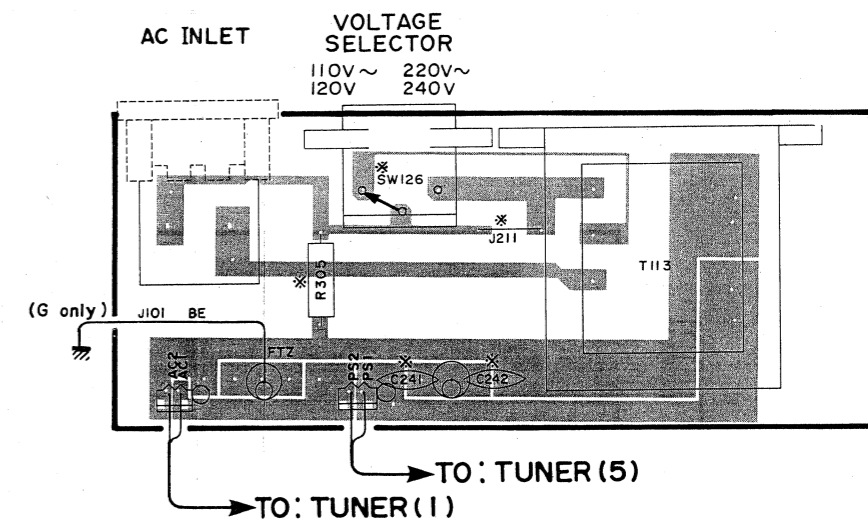 AC INLET
VOLTAGE
SELECTOR
110V～ 220V～
120V 240V
※
SW126
※
J211
T113
※
R305
(G only)
J101 BE
FTZ
AC2
AC1
PS2
PS1
※ ※
C241
C242
TO: TUNER(5)
TO: TUNER(1)